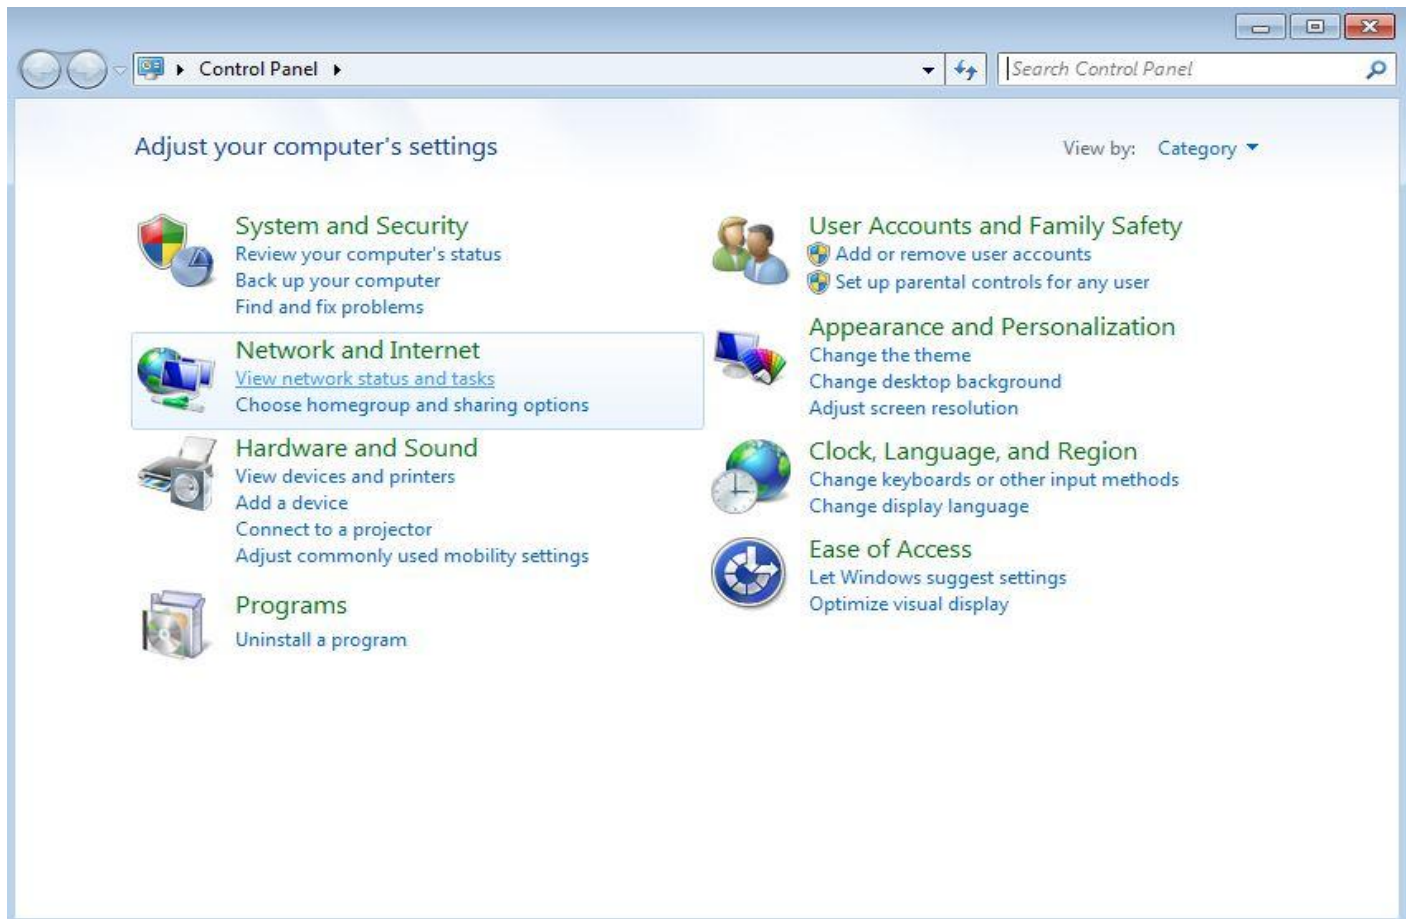 Control Panel
Search Control Panel
Adjust your computer's settings
View by: Category
System and Security
Review your computer's status
Back up your computer
Find and fix problems
Network and Internet
View network status and tasks
Choose homegroup and sharing options
Hardware and Sound
View devices and printers
Add a device
Connect to a projector
Adjust commonly used mobility settings
Programs
Uninstall a program
User Accounts and Family Safety
Add or remove user accounts
Set up parental controls for any user
Appearance and Personalization
Change the theme
Change desktop background
Adjust screen resolution
Clock, Language, and Region
Change keyboards or other input methods
Change display language
Ease of Access
Let Windows suggest settings
Optimize visual display